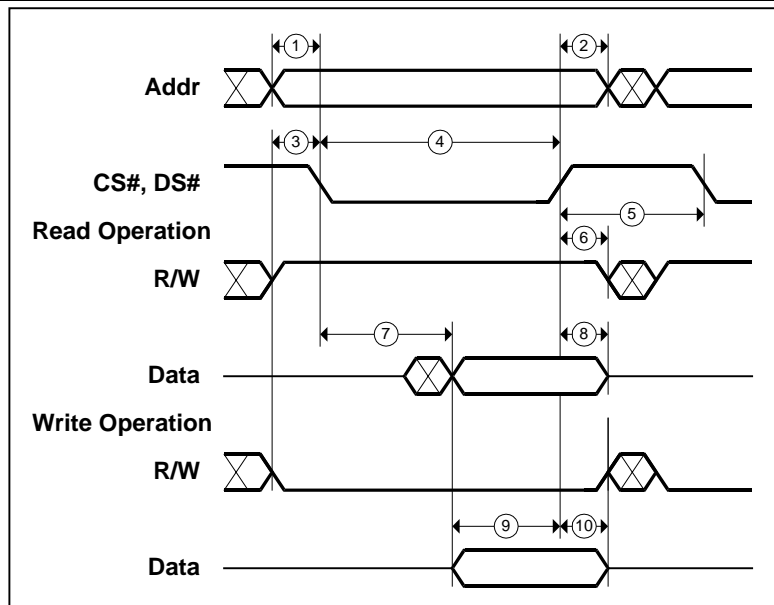 1 2
Addr
3 4
CS#, DS#
5
Read Operation
6
R/W
7 8
Data
Write Operation
R/W
9 10
Data